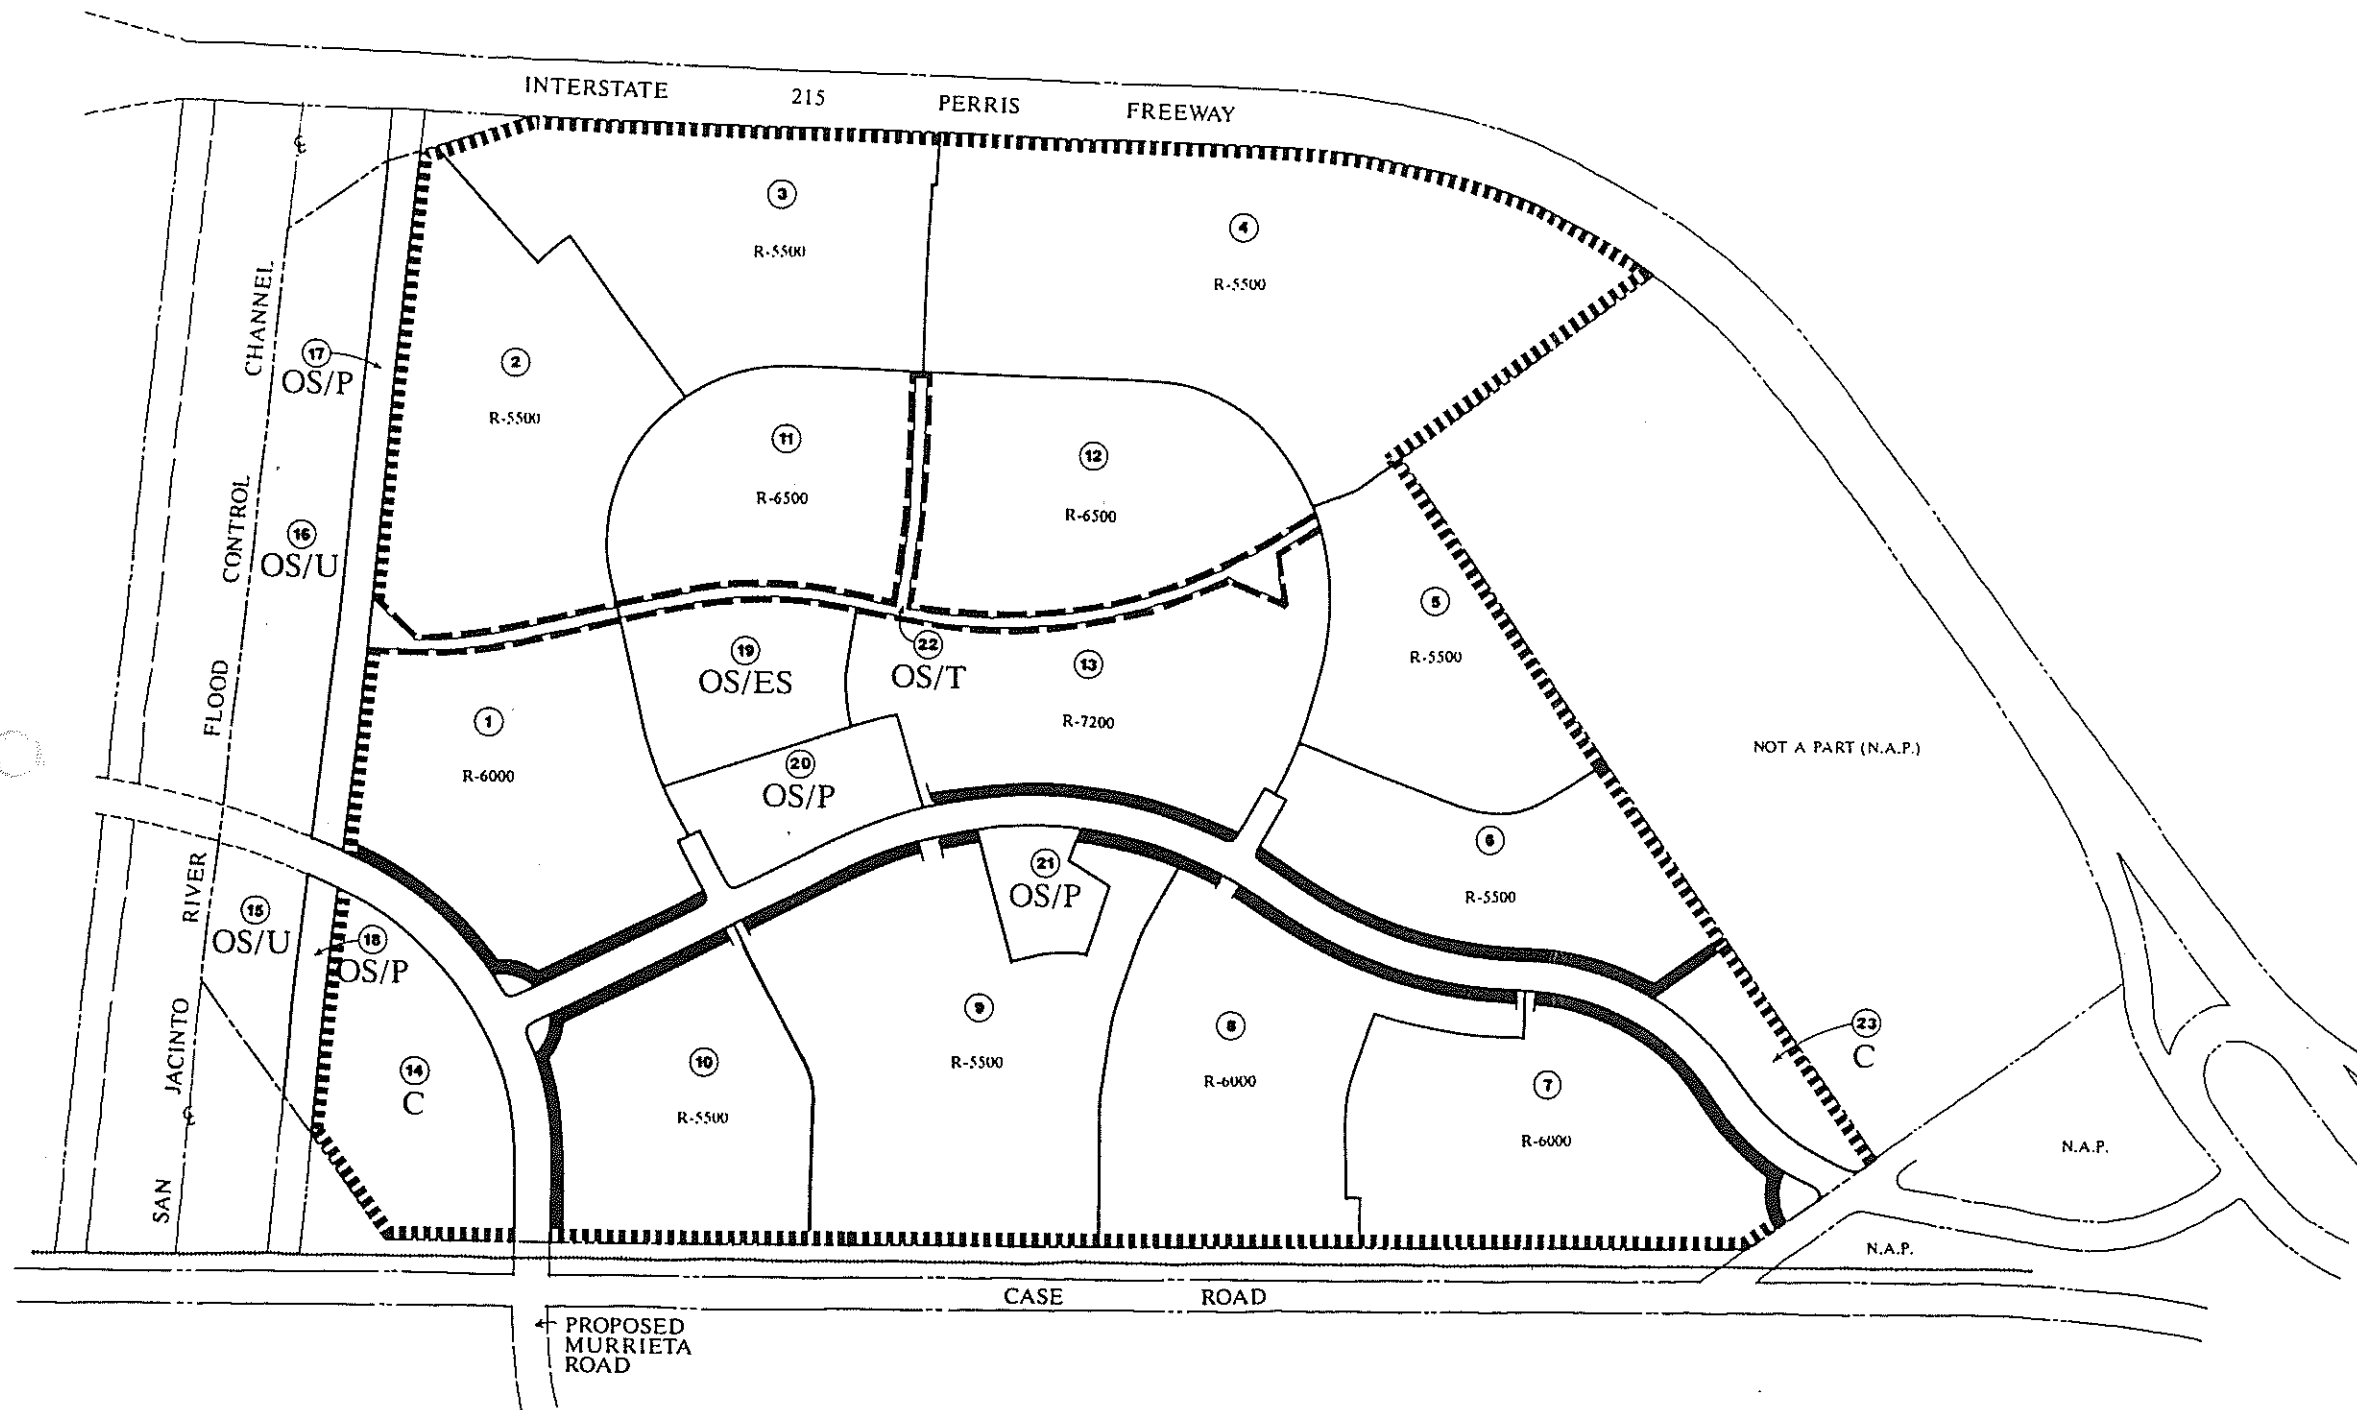 INTERSTATE 215 PERRIS FREEWAY
℄
3
R-5500
4
R-5500
17
OS/P
2
R-5500
11
R-6500
12
R-6500
16
OS/U
5
R-5500
19
OS/ES
22
OS/T
13
R-7200
1
R-6000
20
OS/P
NOT A PART (N.A.P.)
6
R-5500
21
OS/P
15
OS/U
18
OS/P
9
R-5500
8
R-6000
23
C
14
C
10
R-5500
7
R-6000
℄
N.A.P.
N.A.P.
SAN JACINTO RIVER FLOOD CONTROL CHANNEL
CASE ROAD
PROPOSED
MURRIETA
ROAD